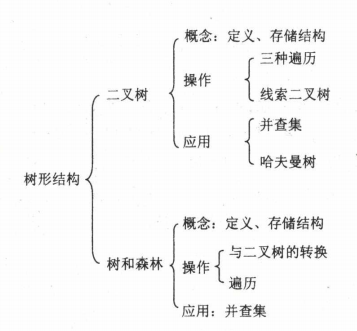 概念：定义、存储结构
三种遍历
操作
线索二叉树
二叉树
并查集
应用
哈夫曼树
树形结构
概念：定义、存储结构
与二叉树的转换
树和森林
操作
遍历
应用：并查集